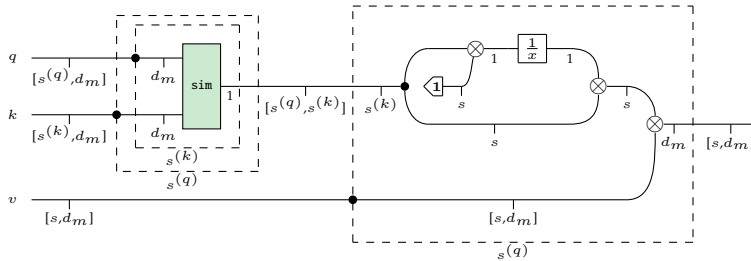 q
[s^(q),d_m]
d_m
k
[s^(k),d_m]
d_m
sim
1
s^(k)
s^(q)
[s^(q),s^(k)]
s^(k)
1
s
1
1/x
1
s
s
d_m
[s,d_m
v
[s,d_m]
[s,d_m]
s^(q)